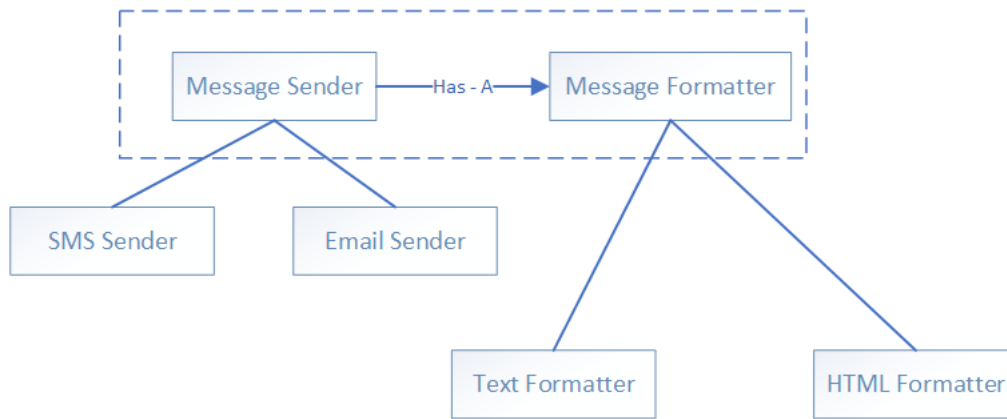 Message Sender
Has - A
Message Formatter
SMS Sender
Email Sender
Text Formatter
HTML Formatter